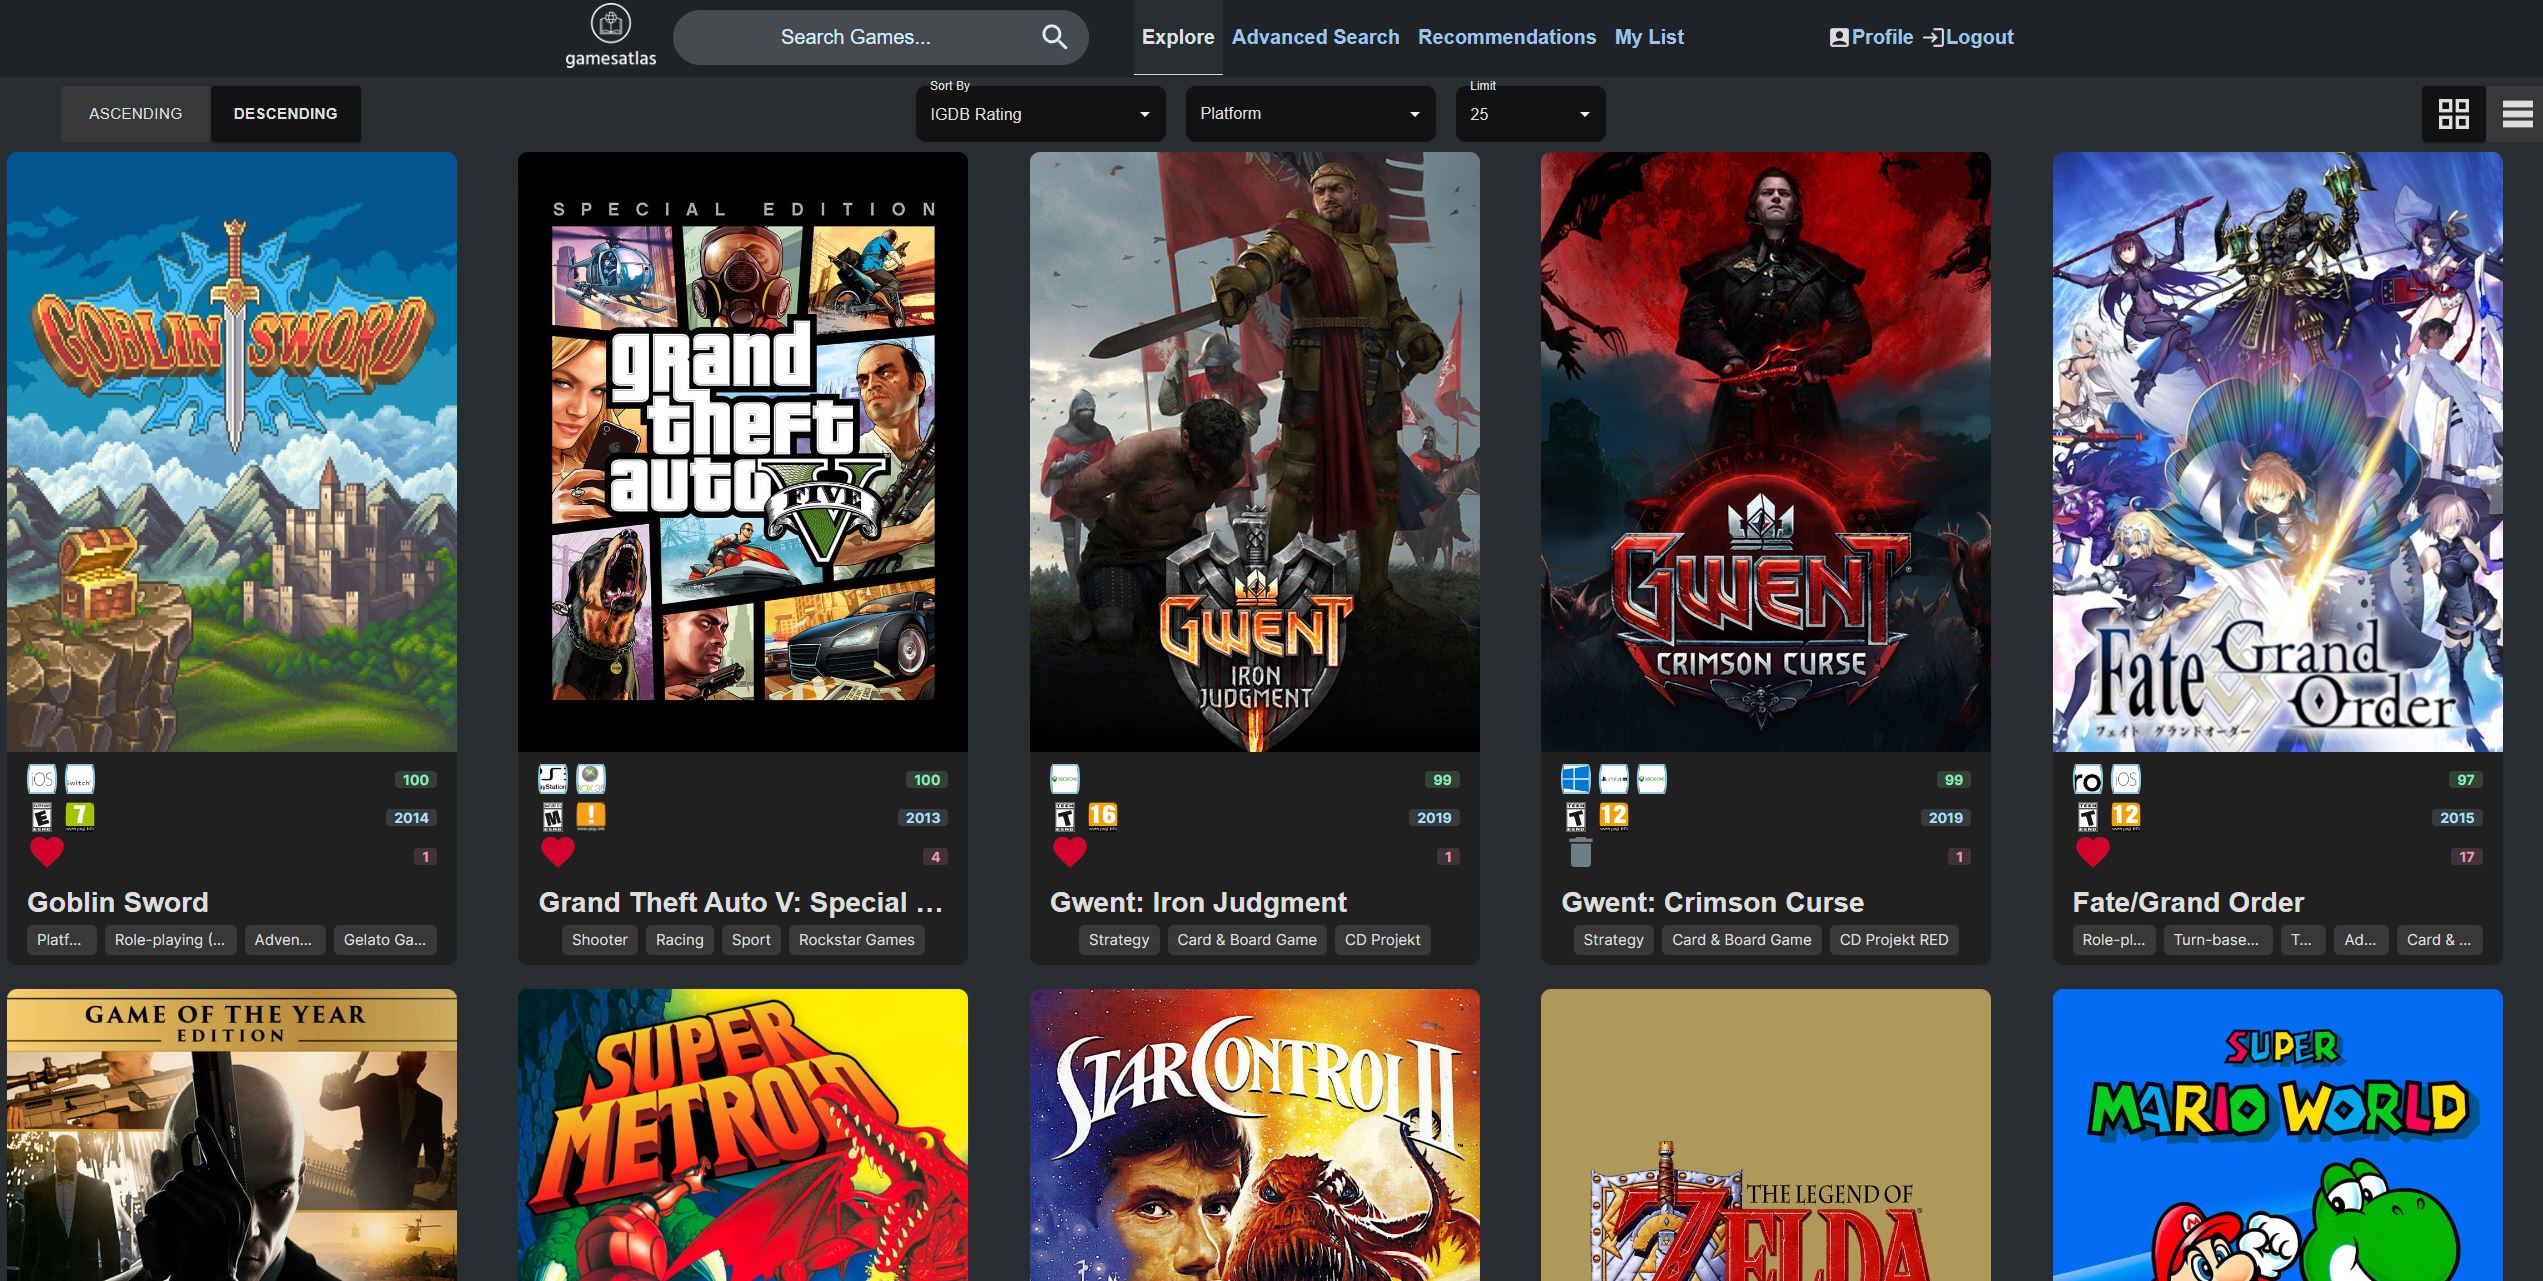 gamesatlas
Search Games...
Explore
Advanced Search
Recommendations
My List
Profile
Logout
ASCENDING
DESCENDING
Sort By
IGDB Rating
Platform
Limit
25
GOBLIN SWORD
iOS
Switch
100
E
7
2014
1
Goblin Sword
Platf...
Role-playing (...
Adven...
Gelato Ga...
SPECIAL EDITION
grand
theft
auto
V
FIVE
100
M
!
2013
4
Grand Theft Auto V: Special ...
Shooter
Racing
Sport
Rockstar Games
GWENT
IRON
JUDGMENT
99
TEEN
T
ESRB
16
2019
1
Gwent: Iron Judgment
Strategy
Card & Board Game
CD Projekt
GWENT
CRIMSON CURSE
99
TEEN
T
ESRB
12
2019
1
Gwent: Crimson Curse
Strategy
Card & Board Game
CD Projekt RED
Fate
Grand
Order
フェイト／グランドオーダー
ro
iOS
97
TEEN
T
ESRB
12
2015
17
Fate/Grand Order
Role-pl...
Turn-base...
T...
Ad...
Card & ...
GAME OF THE YEAR
EDITION
SUPER
METROID
STAR CONTROL II
THE LEGEND OF
ZELDA
SUPER
MARIO WORLD
M